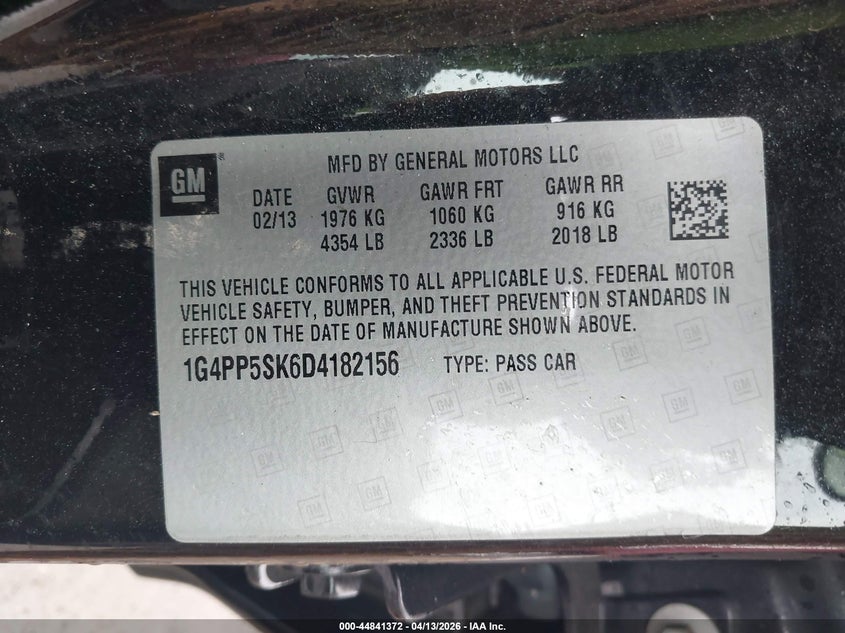 GM
MFD BY GENERAL MOTORS LLC
DATE GVWR GAWR FRT GAWR RR
02/13 1976 KG 1060 KG 916 KG
4354 LB 2336 LB 2018 LB
THIS VEHICLE CONFORMS TO ALL APPLICABLE U.S. FEDERAL MOTOR
VEHICLE SAFETY, BUMPER, AND THEFT PREVENTION STANDARDS IN
EFFECT ON THE DATE OF MANUFACTURE SHOWN ABOVE.
1G4PP5SK6D4182156 TYPE: PASS CAR
000-44841372 - 04/13/2026 - IAA Inc.